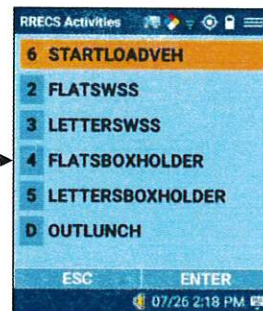 RRECS Activities
6 STARTLOADVEH
2 FLATSWSS
3 LETTERSWSS
4 FLATSBOXHOLDER
5 LETTERSBOXHOLDER
D OUTLUNCH
ESC ENTER
07/26 2:18 PM